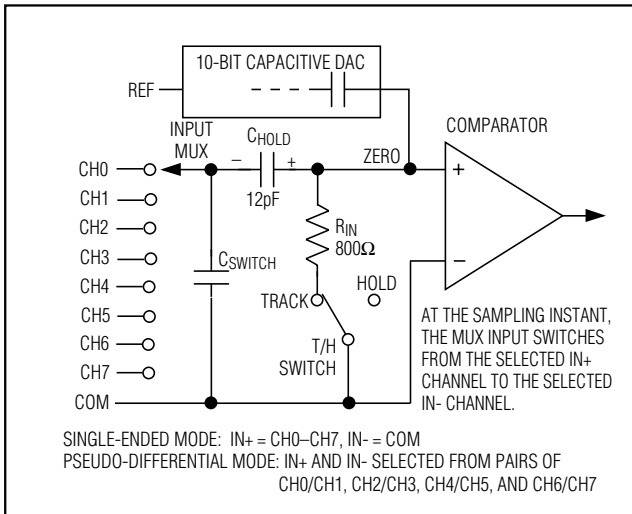 10-BIT CAPACITIVE DAC
REF
INPUT
MUX
CHOLD
− +
12pF
ZERO
COMPARATOR
+
−
CH0
CH1
CH2
CH3
CH4
CH5
CH6
CH7
COM
CSWITCH
RIN
800Ω
TRACK
HOLD
T/H
SWITCH
AT THE SAMPLING INSTANT,
THE MUX INPUT SWITCHES
FROM THE SELECTED IN+
CHANNEL TO THE SELECTED
IN- CHANNEL.
SINGLE-ENDED MODE: IN+ = CH0–CH7, IN- = COM
PSEUDO-DIFFERENTIAL MODE: IN+ AND IN- SELECTED FROM PAIRS OF
CH0/CH1, CH2/CH3, CH4/CH5, AND CH6/CH7